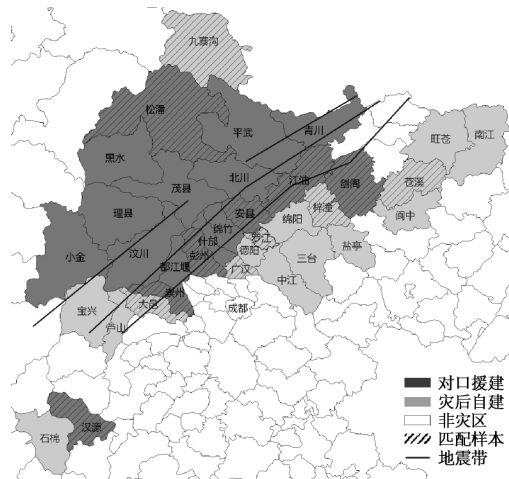 九寨沟
松潘
平武
青川
旺苍
南江
黑水
北川
江油
剑阁
苍溪
茂县
理县
安县
绵阳
梓潼
阆中
绵竹
什邡
罗江
小金
汶川
彭州
德阳
三台
盐亭
都江堰
广汉
中江
宝兴
大邑
崇州
成都
芦山
石棉
汉源
对口援建
灾后自建
非灾区
匹配样本
地震带